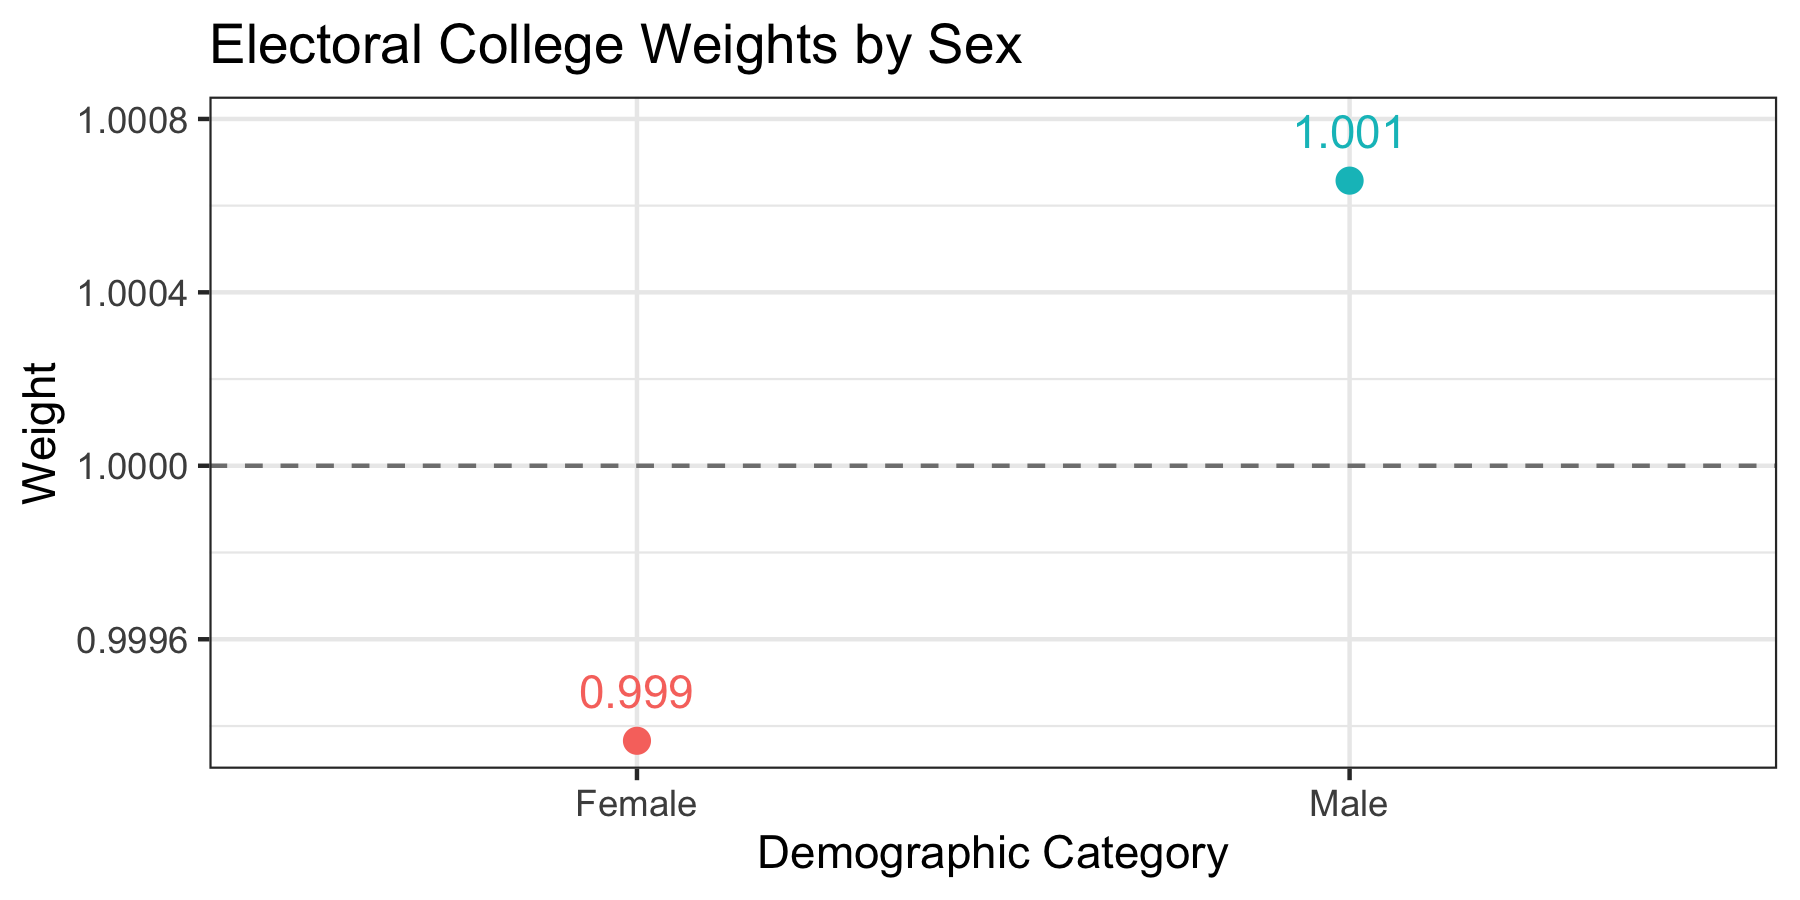 Electoral College Weights by Sex
1.0008
1.001
1.0004
Weight
1.0000
0.9996
0.999
Female
Male
Demographic Category